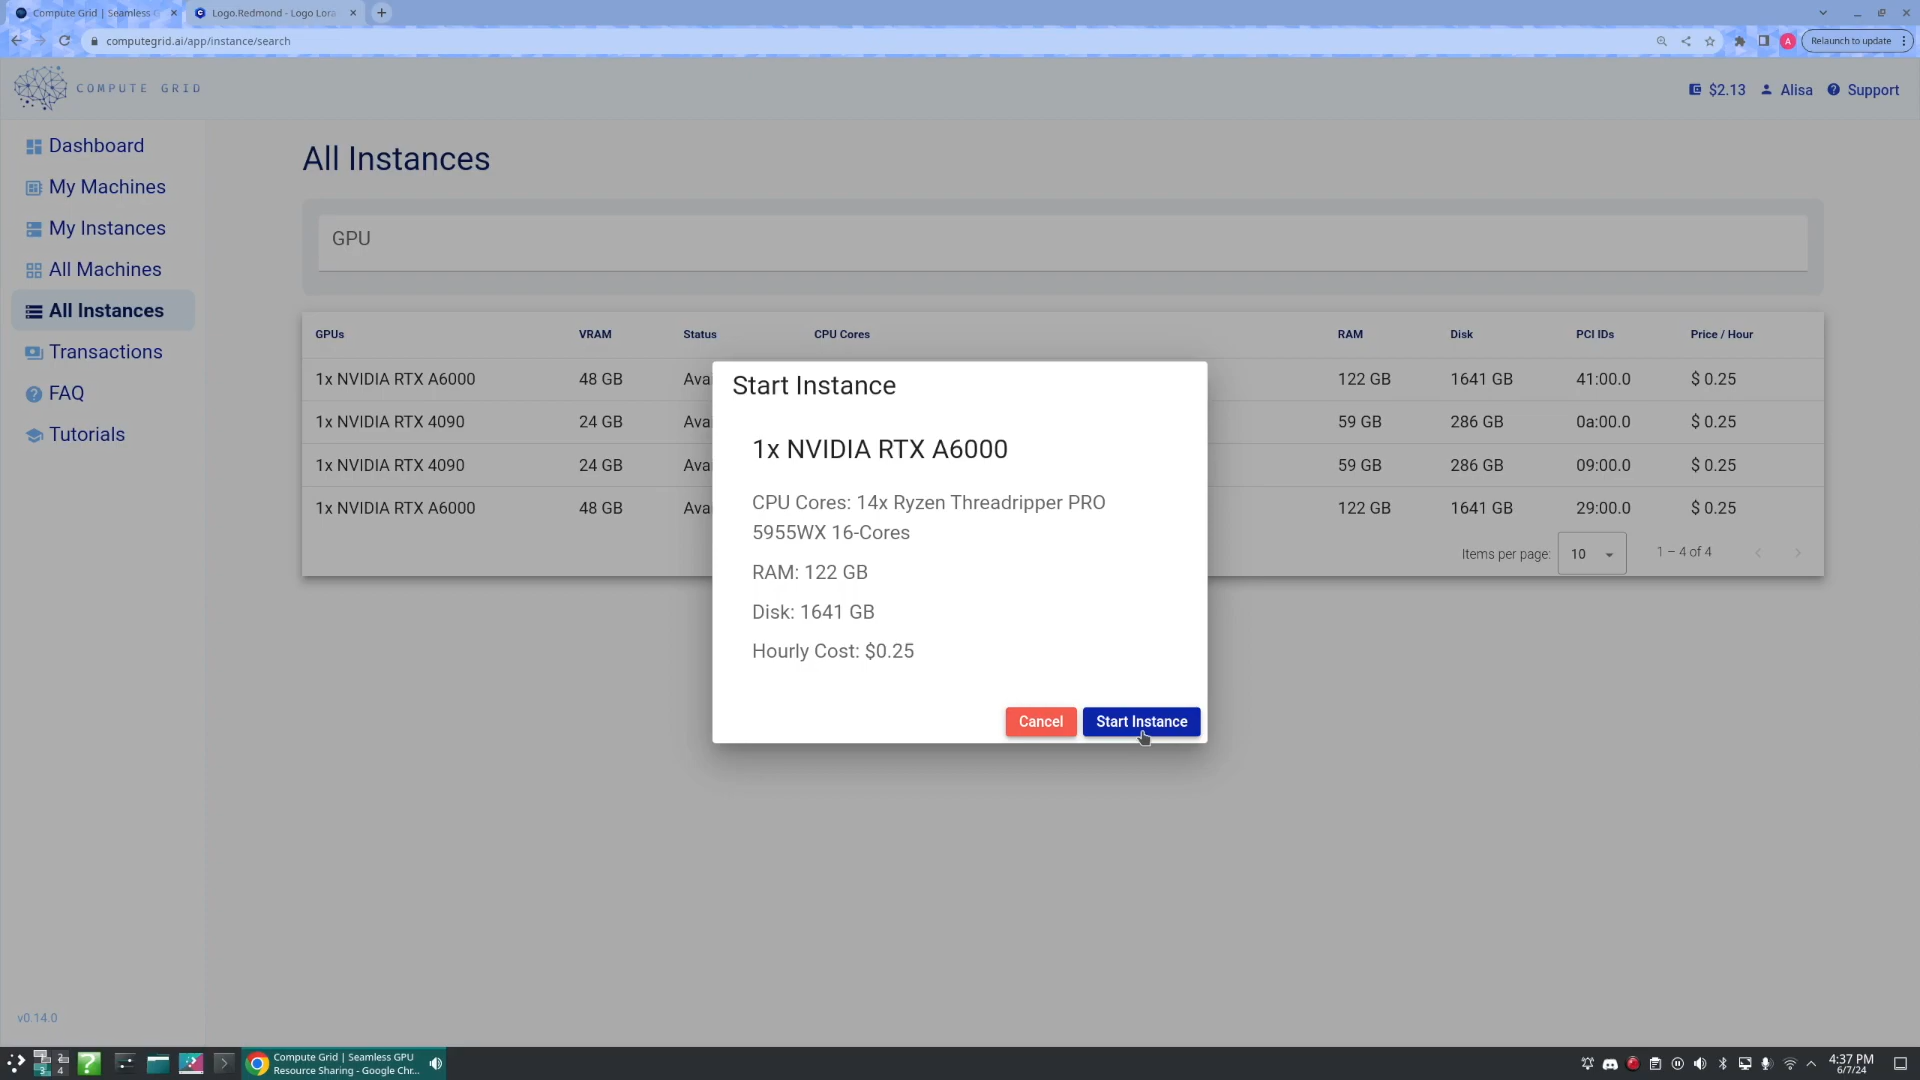 Compute Grid | Seamless G
Logo.Redmond - Logo Lora
computegrid.ai/app/instance/search
A
Relaunch to update
COMPUTE GRID
$2.13
Alisa
Support
Dashboard
My Machines
My Instances
All Machines
All Instances
Transactions
FAQ
Tutorials
v0.14.0
All Instances
GPU
GPUs VRAM Status CPU Cores RAM Disk PCI IDs Price / Hour
1x NVIDIA RTX A6000 48 GB Ava 122 GB 1641 GB 41:00.0 $ 0.25
1x NVIDIA RTX 4090 24 GB Ava 59 GB 286 GB 0a:00.0 $ 0.25
1x NVIDIA RTX 4090 24 GB Ava 59 GB 286 GB 09:00.0 $ 0.25
1x NVIDIA RTX A6000 48 GB Ava 122 GB 1641 GB 29:00.0 $ 0.25
Items per page: 10 1 – 4 of 4
Start Instance
1x NVIDIA RTX A6000
CPU Cores: 14x Ryzen Threadripper PRO
5955WX 16-Cores
RAM: 122 GB
Disk: 1641 GB
Hourly Cost: $0.25
Cancel
Start Instance
Compute Grid | Seamless GPU
Resource Sharing - Google Chr...
4:37 PM
6/7/24